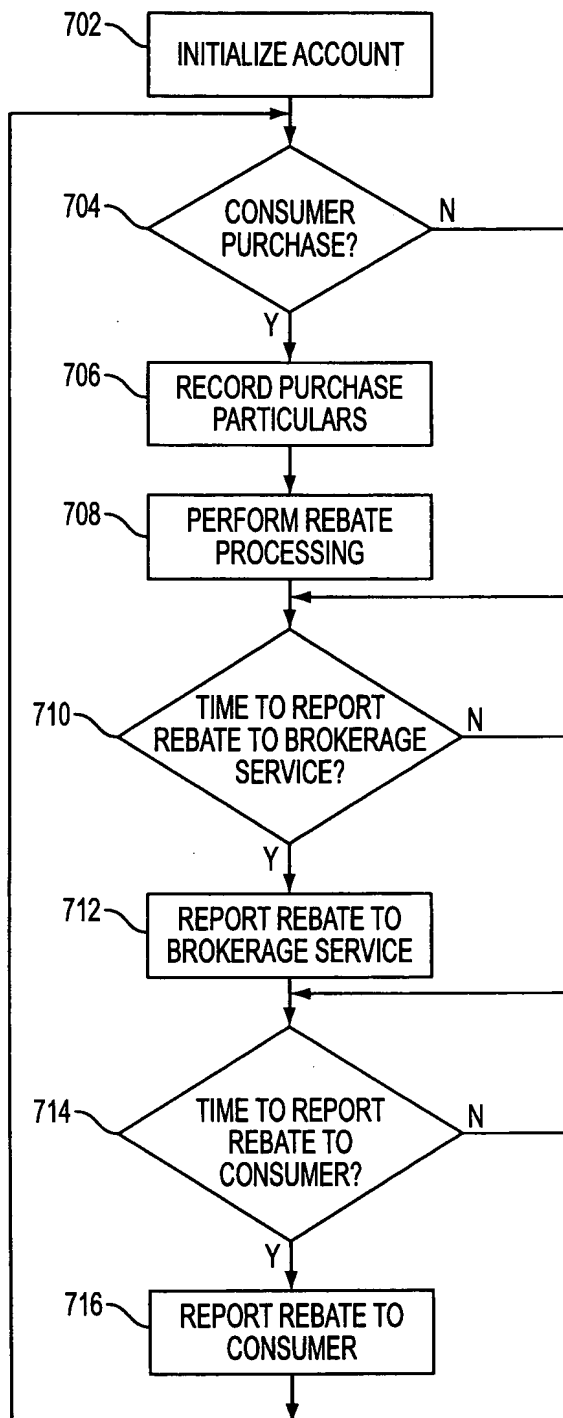 702
INITIALIZE ACCOUNT
704
CONSUMER
PURCHASE?
N
Y
706
RECORD PURCHASE
PARTICULARS
708
PERFORM REBATE
PROCESSING
710
TIME TO REPORT
REBATE TO BROKERAGE
SERVICE?
N
Y
712
REPORT REBATE TO
BROKERAGE SERVICE
714
TIME TO REPORT
REBATE TO
CONSUMER?
N
Y
716
REPORT REBATE TO
CONSUMER